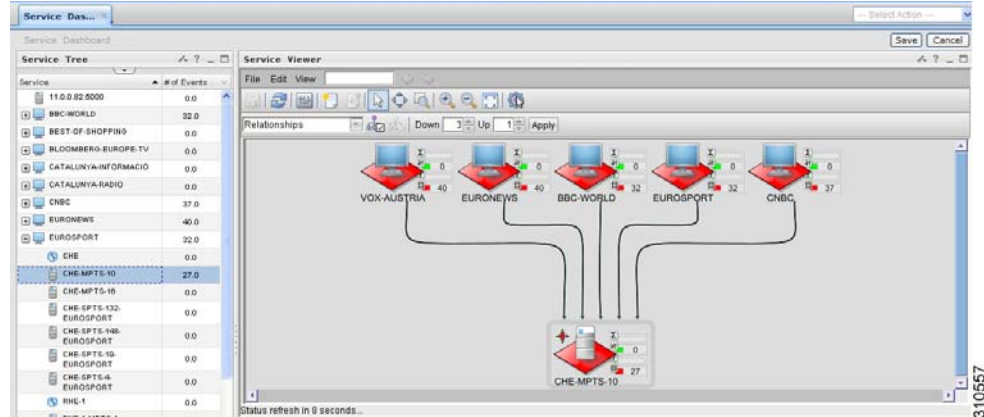 Service Das...
--- Select Action ---
Service Dashboard
Save Cancel
Service Tree
Service # of Events
11.0.0.82:5000 0.0
BBC-WORLD 32.0
BEST-OF-SHOPPING 0.0
BLOOMBERG-EUROPE-TV 0.0
CATALUNYA-INFORMACIO 0.0
CATALUNYA-RADIO 0.0
CNBC 37.0
EURONEWS 40.0
EUROSPORT 32.0
CHE 0.0
CHE-MPTS-10 27.0
CHE-MPTS-16 0.0
CHE-SPTS-132-
EUROSPORT 0.0
CHE-SPTS-148-
EUROSPORT 0.0
CHE-SPTS-19-
EUROSPORT 0.0
CHE-SPTS-4-
EUROSPORT 0.0
RHE-1 0.0
Service Viewer
File Edit View
Relationships Down 3 Up 1 Apply
0 0 0 0 0
40 40 32 32 37
VOX-AUSTRIA EURONEWS BBC-WORLD EUROSPORT CNBC
0
27
CHE-MPTS-10
Status refresh in 9 seconds...
310557